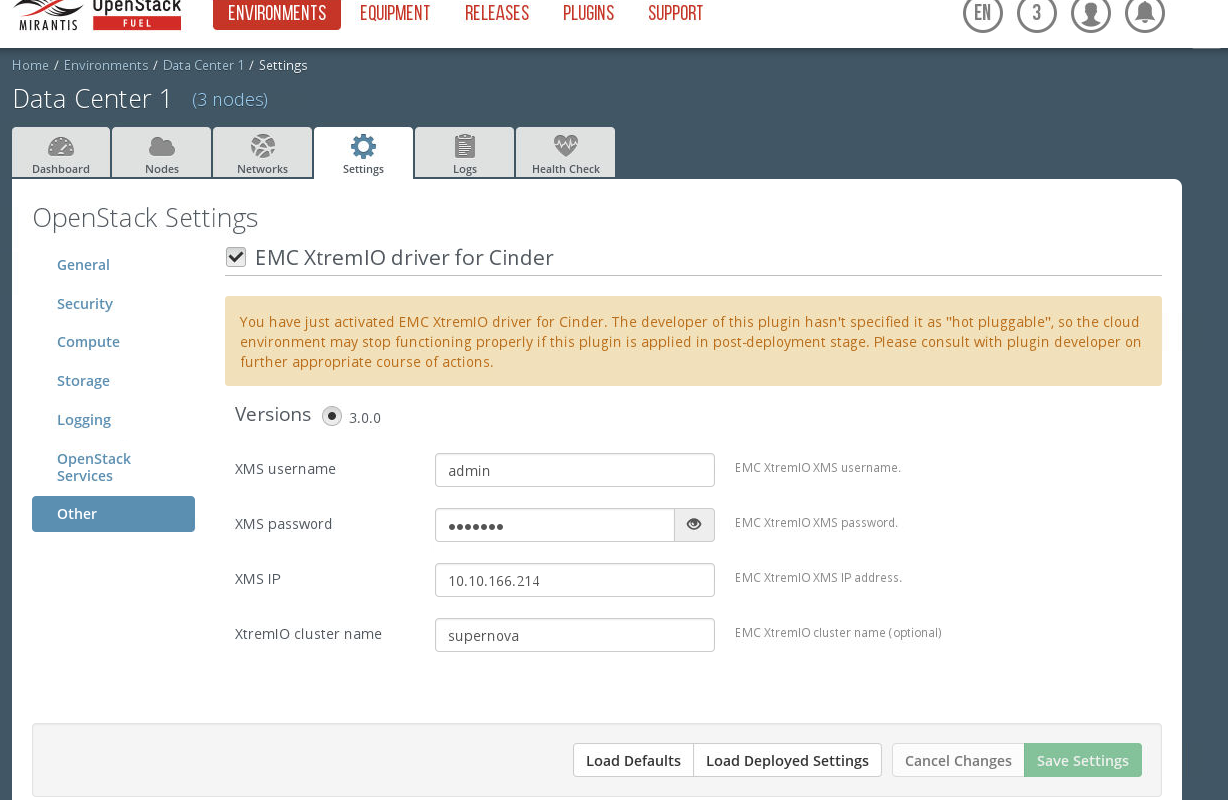 MIRANTIS
OpenStack
FUEL
ENVIRONMENTS EQUIPMENT RELEASES PLUGINS SUPPORT
EN 3
Home / Environments / Data Center 1 / Settings
Data Center 1 (3 nodes)
Dashboard Nodes Networks Settings Logs Health Check
OpenStack Settings
General
Security
Compute
Storage
Logging
OpenStack
Services
Other
EMC XtremIO driver for Cinder
You have just activated EMC XtremIO driver for Cinder. The developer of this plugin hasn't specified it as "hot pluggable", so the cloud
environment may stop functioning properly if this plugin is applied in post-deployment stage. Please consult with plugin developer on
further appropriate course of actions.
Versions 3.0.0
XMS username admin EMC XtremIO XMS username.
XMS password ••••••• EMC XtremIO XMS password.
XMS IP 10.10.166.214 EMC XtremIO XMS IP address.
XtremIO cluster name supernova EMC XtremIO cluster name (optional)
Load Defaults Load Deployed Settings Cancel Changes Save Settings